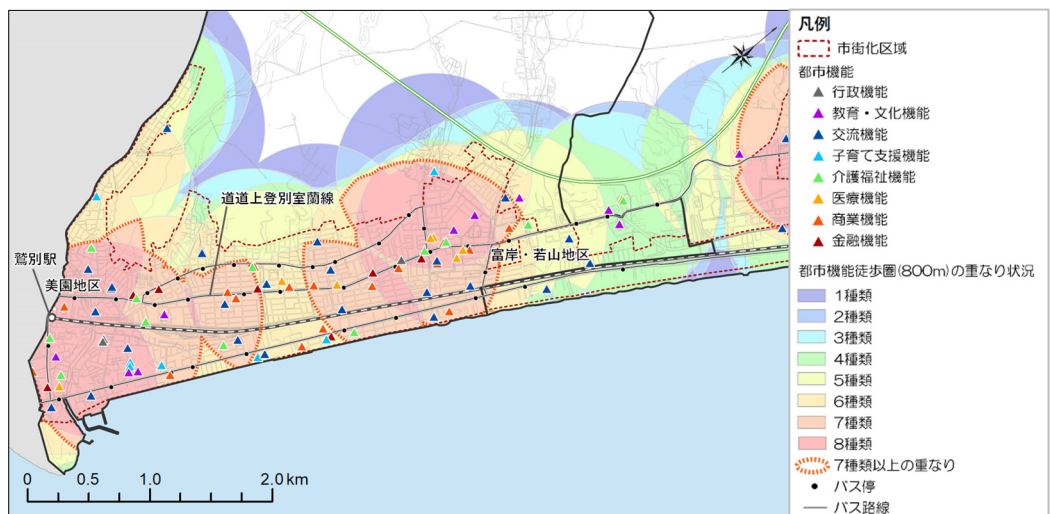 道道上登別室蘭線
鷲別駅
美園地区
富岸・若山地区
0 0.5 1.0 2.0 km
凡例
市街化区域
都市機能
行政機能
教育・文化機能
交流機能
子育て支援機能
介護福祉機能
医療機能
商業機能
金融機能
都市機能徒歩圏(800m)の重なり状況
1種類
2種類
3種類
4種類
5種類
6種類
7種類
8種類
7種類以上の重なり
バス停
バス路線